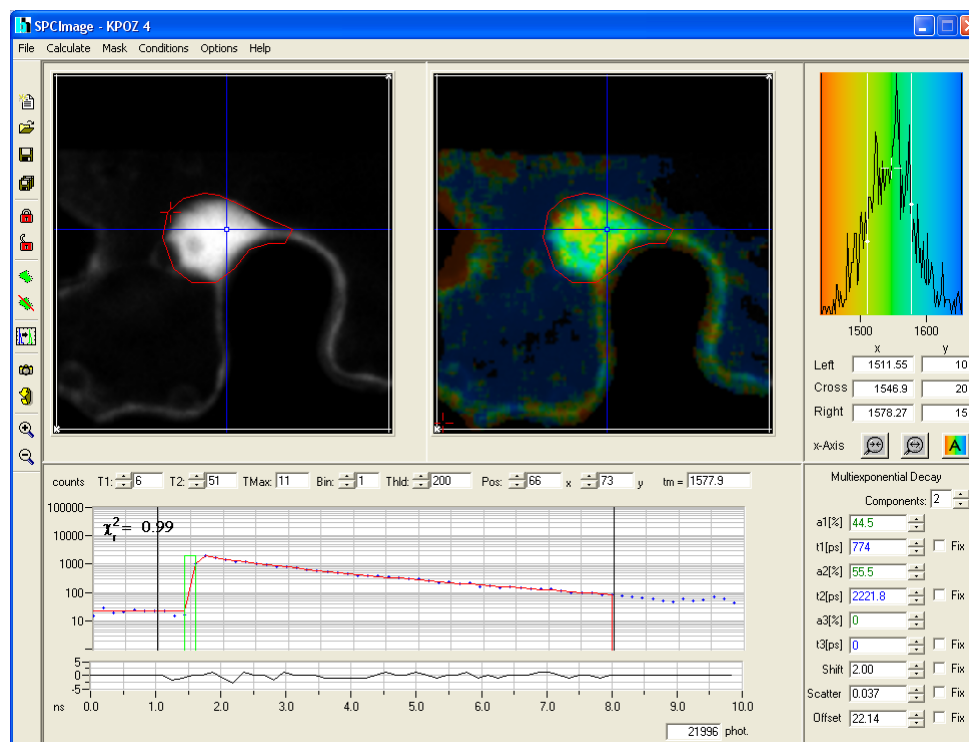 SPCImage - KPOZ 4
File Calculate Mask Conditions Options Help
1500 1600
x y
Left 1511.55 10
Cross 1546.9 20
Right 1578.27 15
x-Axis A
counts T1: 6 T2: 51 TMax: 11 Bin: 1 Thld: 200 Pos: 66 x 73 y tm = 1577.9
Multiexponential Decay
Components: 2
a1[%] 44.5
t1[ps] 774 Fix
a2[%] 55.5
t2[ps] 2221.8 Fix
a3[%] 0
t3[ps] 0 Fix
Shift 2.00 Fix
Scatter 0.037 Fix
Offset 22.14 Fix
100000
10000
1000
100
10
χ²r = 0.99
5
0
-5
ns 0.0 1.0 2.0 3.0 4.0 5.0 6.0 7.0 8.0 9.0 10.0
21996 phot.